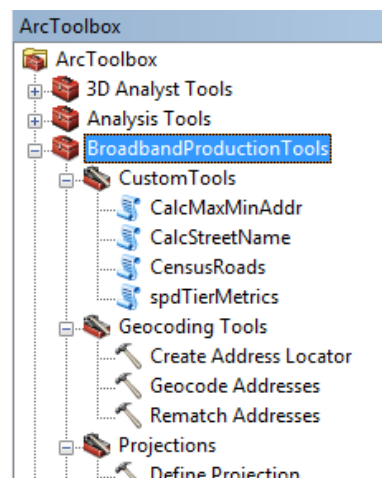 ArcToolbox
ArcToolbox
3D Analyst Tools
Analysis Tools
BroadbandProductionTools
CustomTools
CalcMaxMinAddr
CalcStreetName
CensusRoads
spdTierMetrics
Geocoding Tools
Create Address Locator
Geocode Addresses
Rematch Addresses
Projections
Define Projection